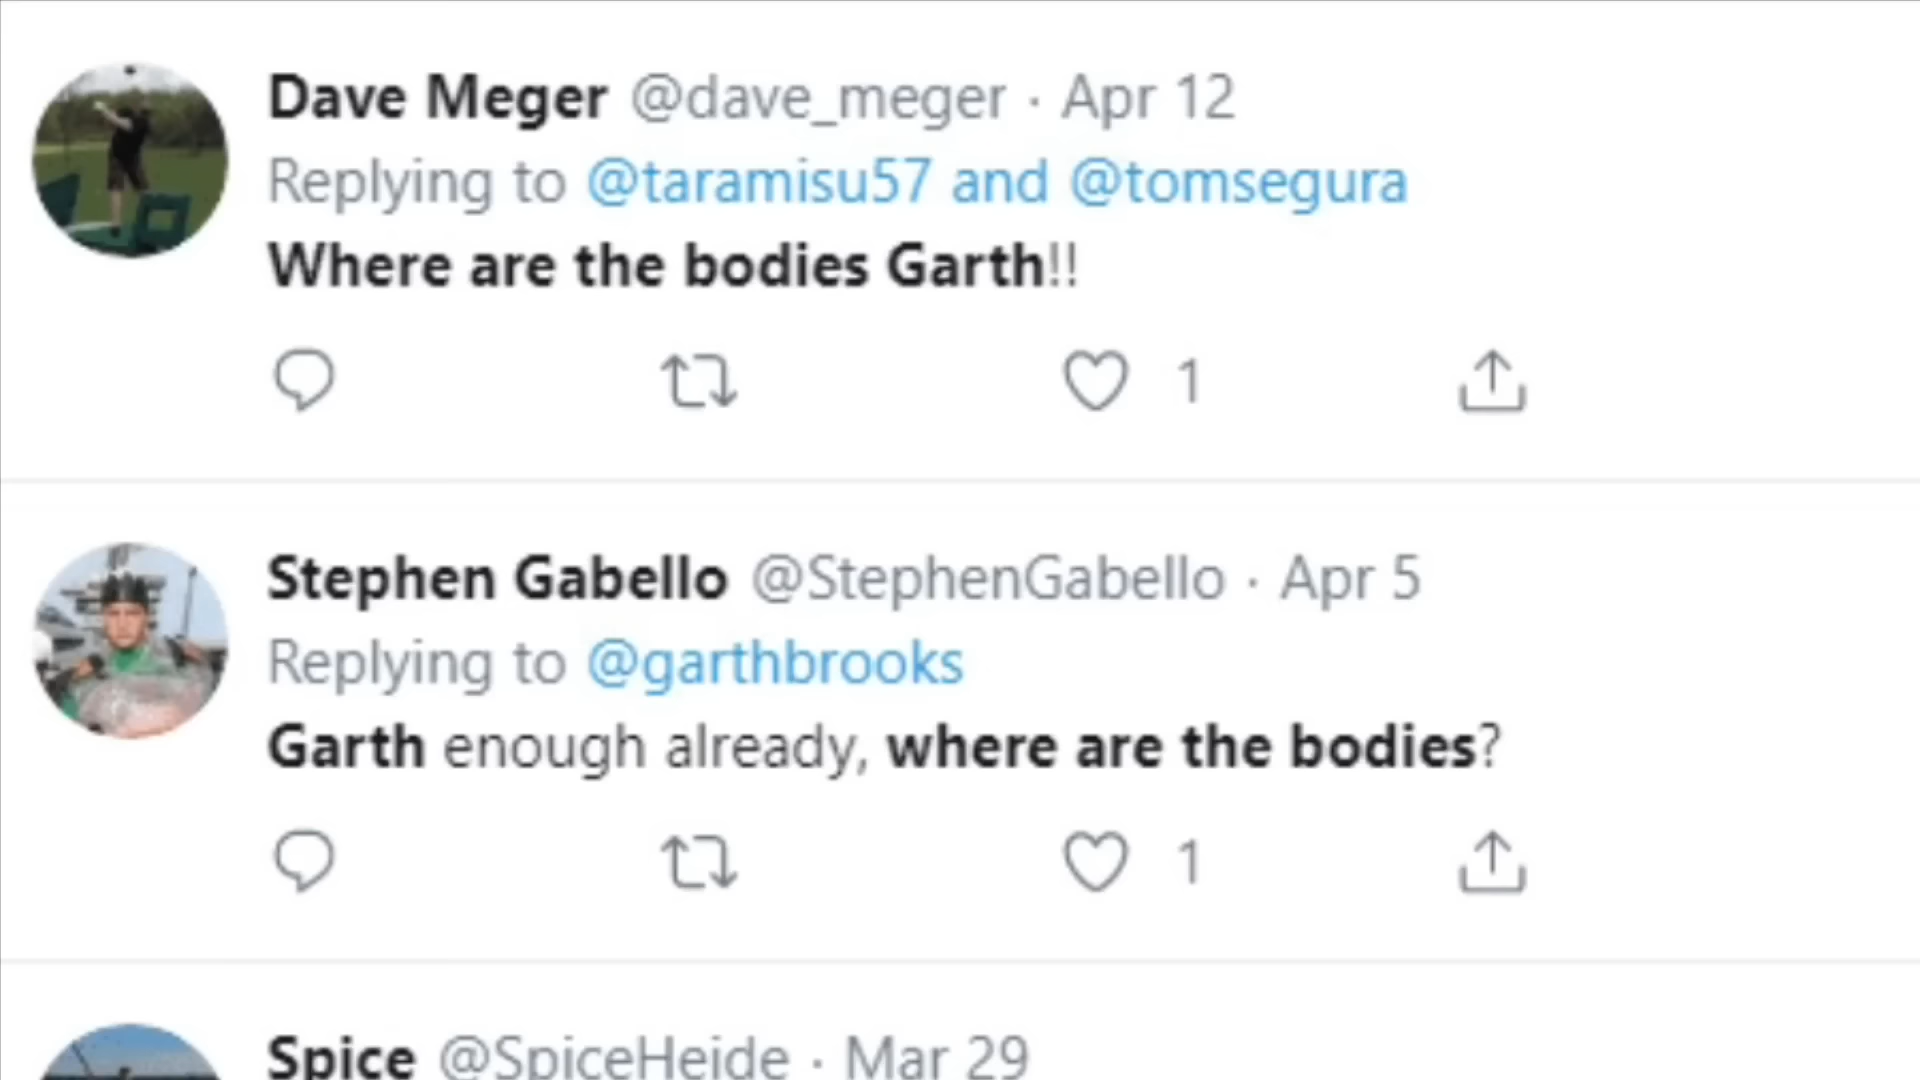 Dave Meger @dave_meger · Apr 12
Replying to @taramisu57 and @tomsegura
Where are the bodies Garth!!
1
Stephen Gabello @StephenGabello · Apr 5
Replying to @garthbrooks
Garth enough already, where are the bodies?
1
Spice @SpiceHeide · Mar 29